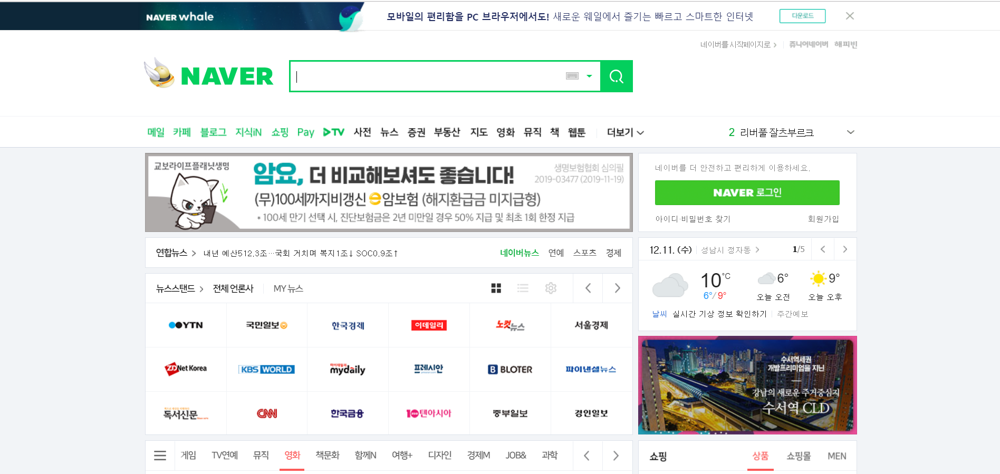 NAVER whale
모바일의 편리함을 PC 브라우저에서도! 새로운 웨일에서 즐기는 빠르고 스마트한 인터넷
다운로드
네이버를 시작페이지로
쥬니어네이버 해피빈
NAVER
메일 카페 블로그 지식iN 쇼핑 Pay TV 사전 뉴스 증권 부동산 지도 영화 뮤직 책 웹툰 더보기
2 리버풀 잘츠부르크
교보라이프플래닛생명
암요, 더 비교해보셔도 좋습니다!
생명보험협회 심의필
2019-03477 (2019-11-19)
(무)100세까지비갱신 e암보험 (해지환급금 미지급형)
* 100세 만기 선택 시, 진단보험금은 2년 미만일 경우 50% 지급 및 최초 1회 한정 지급
네이버를 더 안전하고 편리하게 이용하세요.
NAVER 로그인
아이디·비밀번호 찾기 회원가입
연합뉴스 내년 예산512.3조…국회 거치며 복지1조↓ SOC0.9조↑
네이버뉴스 연예 스포츠 경제
12.11. (수) 성남시 정자동 1/5
10°C
6°/9°
6° 오늘 오전
9° 오늘 오후
날씨 실시간 기상 정보 확인하기 주간예보
뉴스스탠드 전체 언론사 MY 뉴스
YTN 국민일보 한국경제 이데일리 노컷뉴스 서울경제
ZDNet Korea KBS WORLD 마이데일리 mydaily 프레시안 BLOTER 파이낸셜뉴스
독서신문 CNN 한국금융 10 텐아시아 중부일보 경인일보
수서역세권
개발프리미엄을 지닌
강남의 새로운 주거중심지
수서역 CLD
게임 TV연예 뮤직 영화 책문화 함께N 여행+ 디자인 경제M JOB& 과학
쇼핑 상품 쇼핑몰 MEN